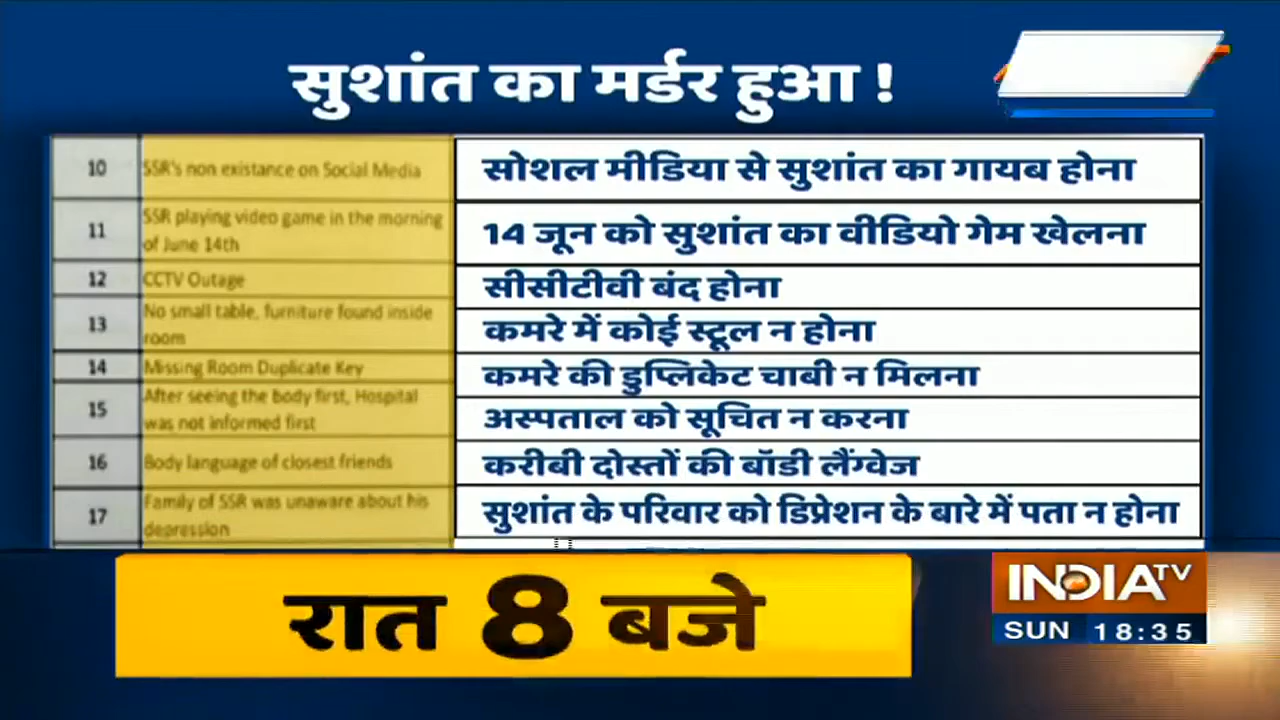 सुशांत का मर्डर हुआ !
10 SSR's non existance on Social Media सोशल मीडिया से सुशांत का गायब होना
11 SSR playing video game in the morning of June 14th 14 जून को सुशांत का वीडियो गेम खेलना
12 CCTV Outage सीसीटीवी बंद होना
13 No small table, furniture found inside room कमरे में कोई स्टूल न होना
14 Missing Room Duplicate Key कमरे की डुप्लिकेट चाबी न मिलना
15 After seeing the body first, Hospital was not informed first अस्पताल को सूचित न करना
16 Body language of closest friends करीबी दोस्तों की बॉडी लैंग्वेज
17 Family of SSR was unaware about his depression सुशांत के परिवार को डिप्रेशन के बारे में पता न होना
रात 8 बजे
INDIA TV
SUN 18:35